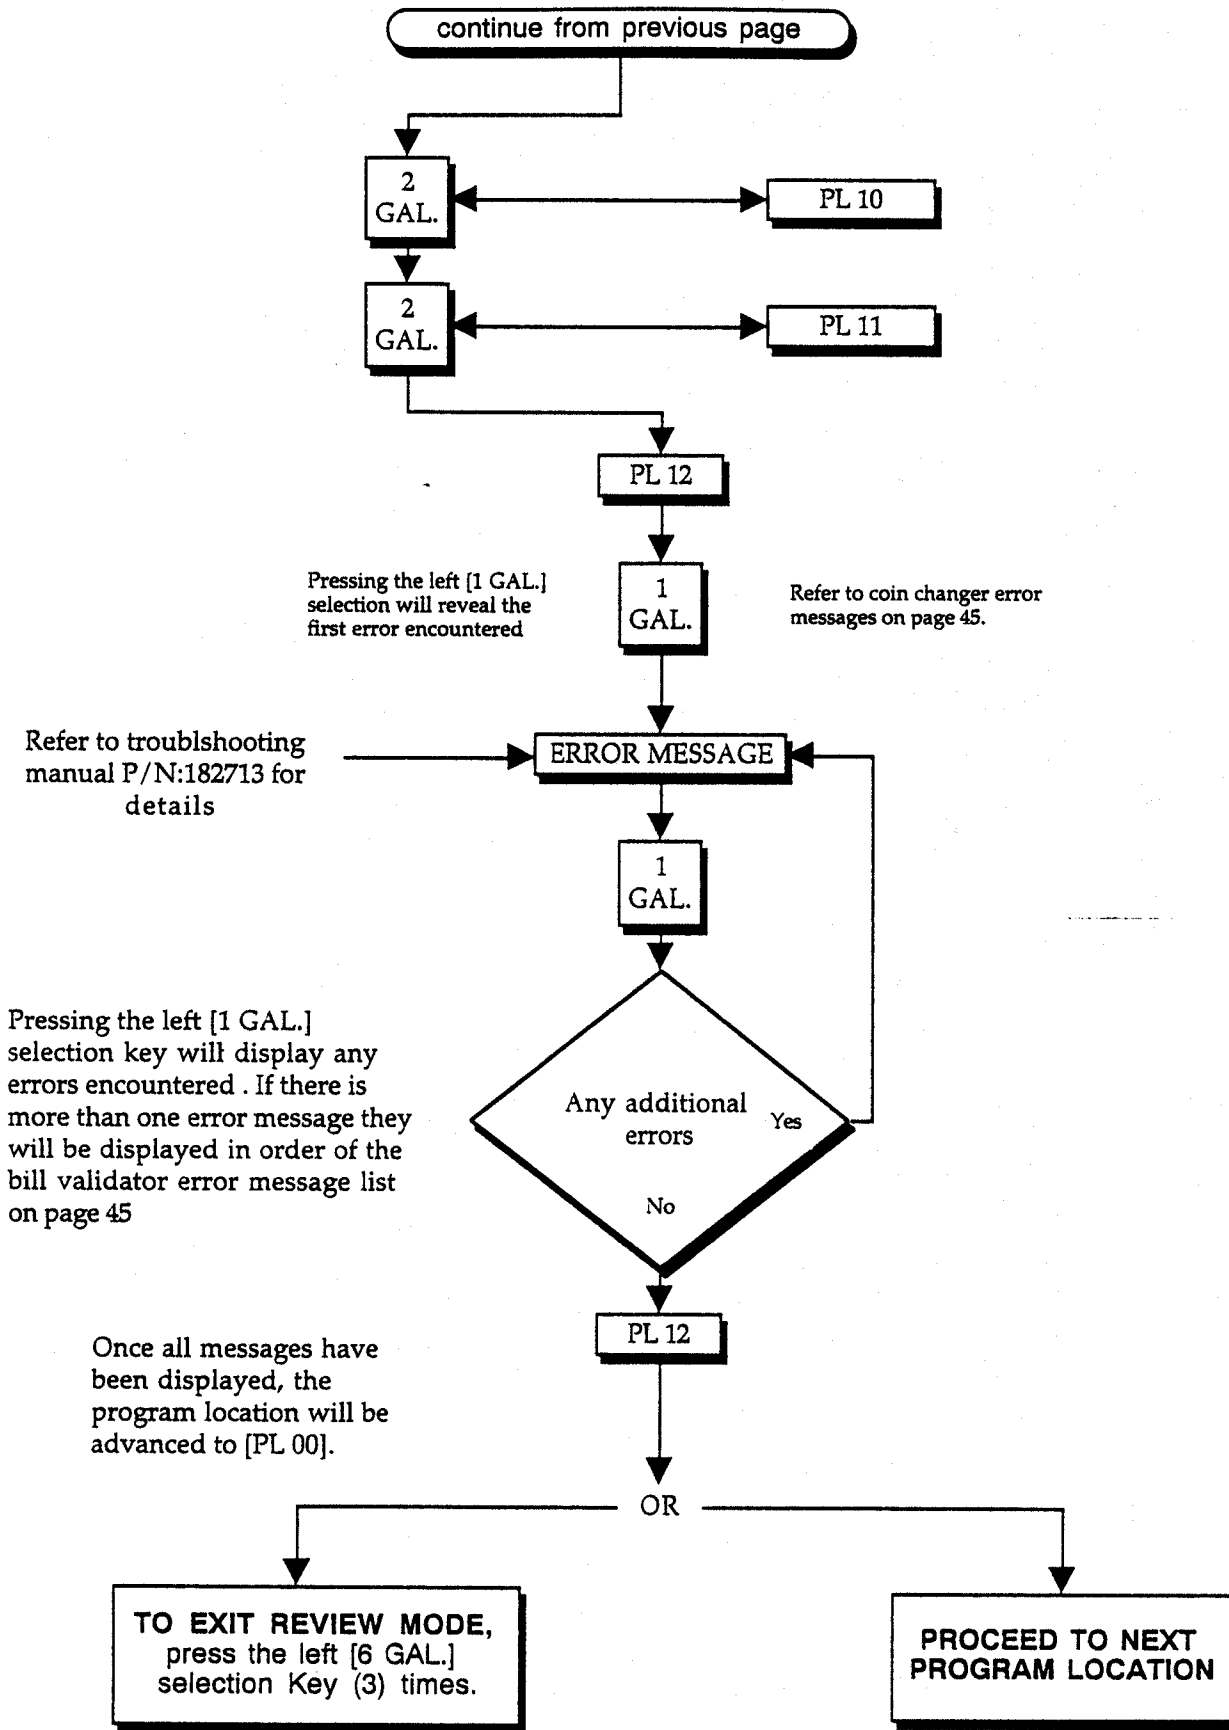 continue from previous page
2
GAL.
PL 10
2
GAL.
PL 11
PL 12
Pressing the left [1 GAL.]
selection will reveal the
first error encountered
1
GAL.
Refer to coin changer error
messages on page 45.
Refer to troublshooting
manual P/N:182713 for
details
ERROR MESSAGE
1
GAL.
Pressing the left [1 GAL.]
selection key will display any
errors encountered . If there is
more than one error message they
will be displayed in order of the
bill validator error message list
on page 45
Any additional
errors
Yes
No
PL 12
Once all messages have
been displayed, the
program location will be
advanced to [PL 00].
OR
TO EXIT REVIEW MODE,
press the left [6 GAL.]
selection Key (3) times.
PROCEED TO NEXT
PROGRAM LOCATION